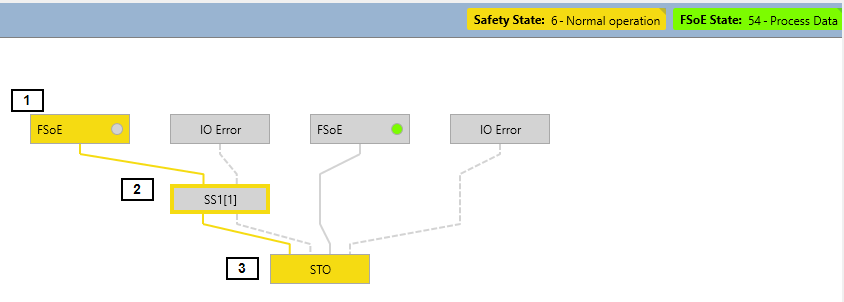 Safety State: 6 - Normal operation
FSoE State: 54 - Process Data
1
FSoE
IO Error
FSoE
IO Error
2
SS1[1]
3
STO